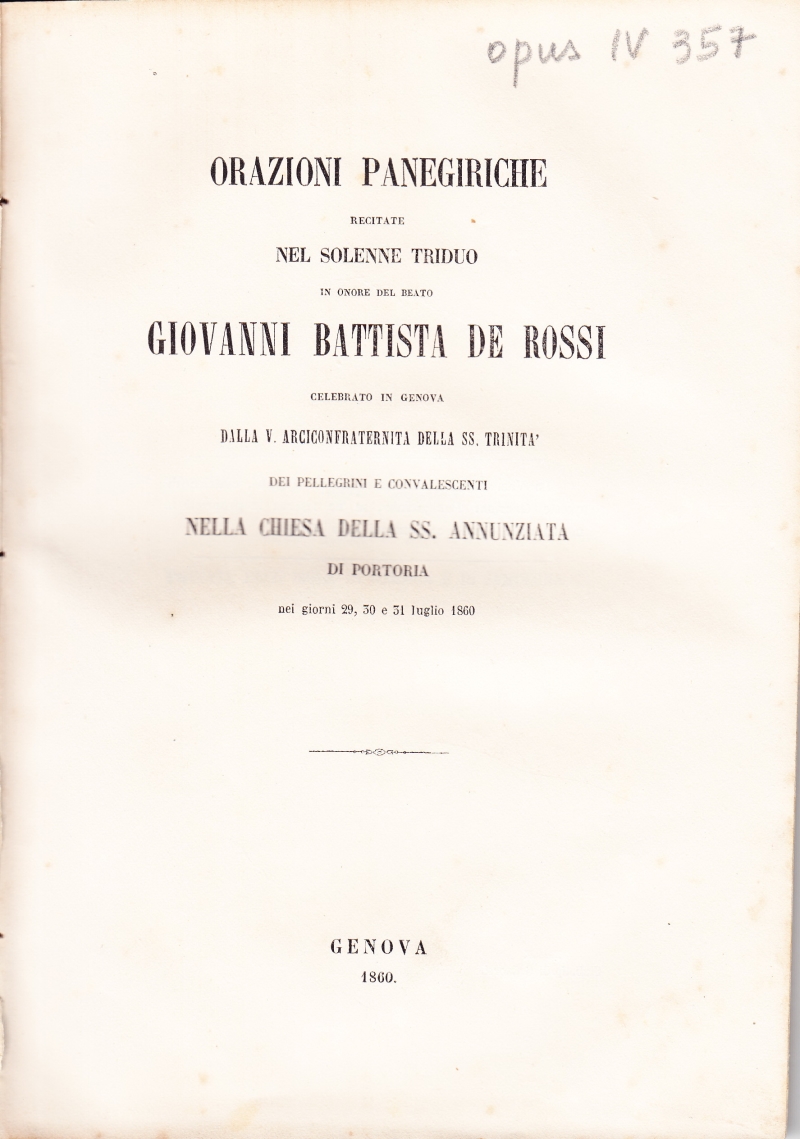 opus IV 357
ORAZIONI PANEGIRICHE
RECITATE
NEL SOLENNE TRIDUO
IN ONORE DEL BEATO
GIOVANNI BATTISTA DE ROSSI
CELEBRATO IN GENOVA
DALLA V. ARCICONFRATERNITA DELLA SS. TRINITA'
DEI PELLEGRINI E CONVALESCENTI
NELLA CHIESA DELLA SS. ANNUNZIATA
DI PORTORIA
nei giorni 29, 30 e 31 luglio 1860
GENOVA
1860.